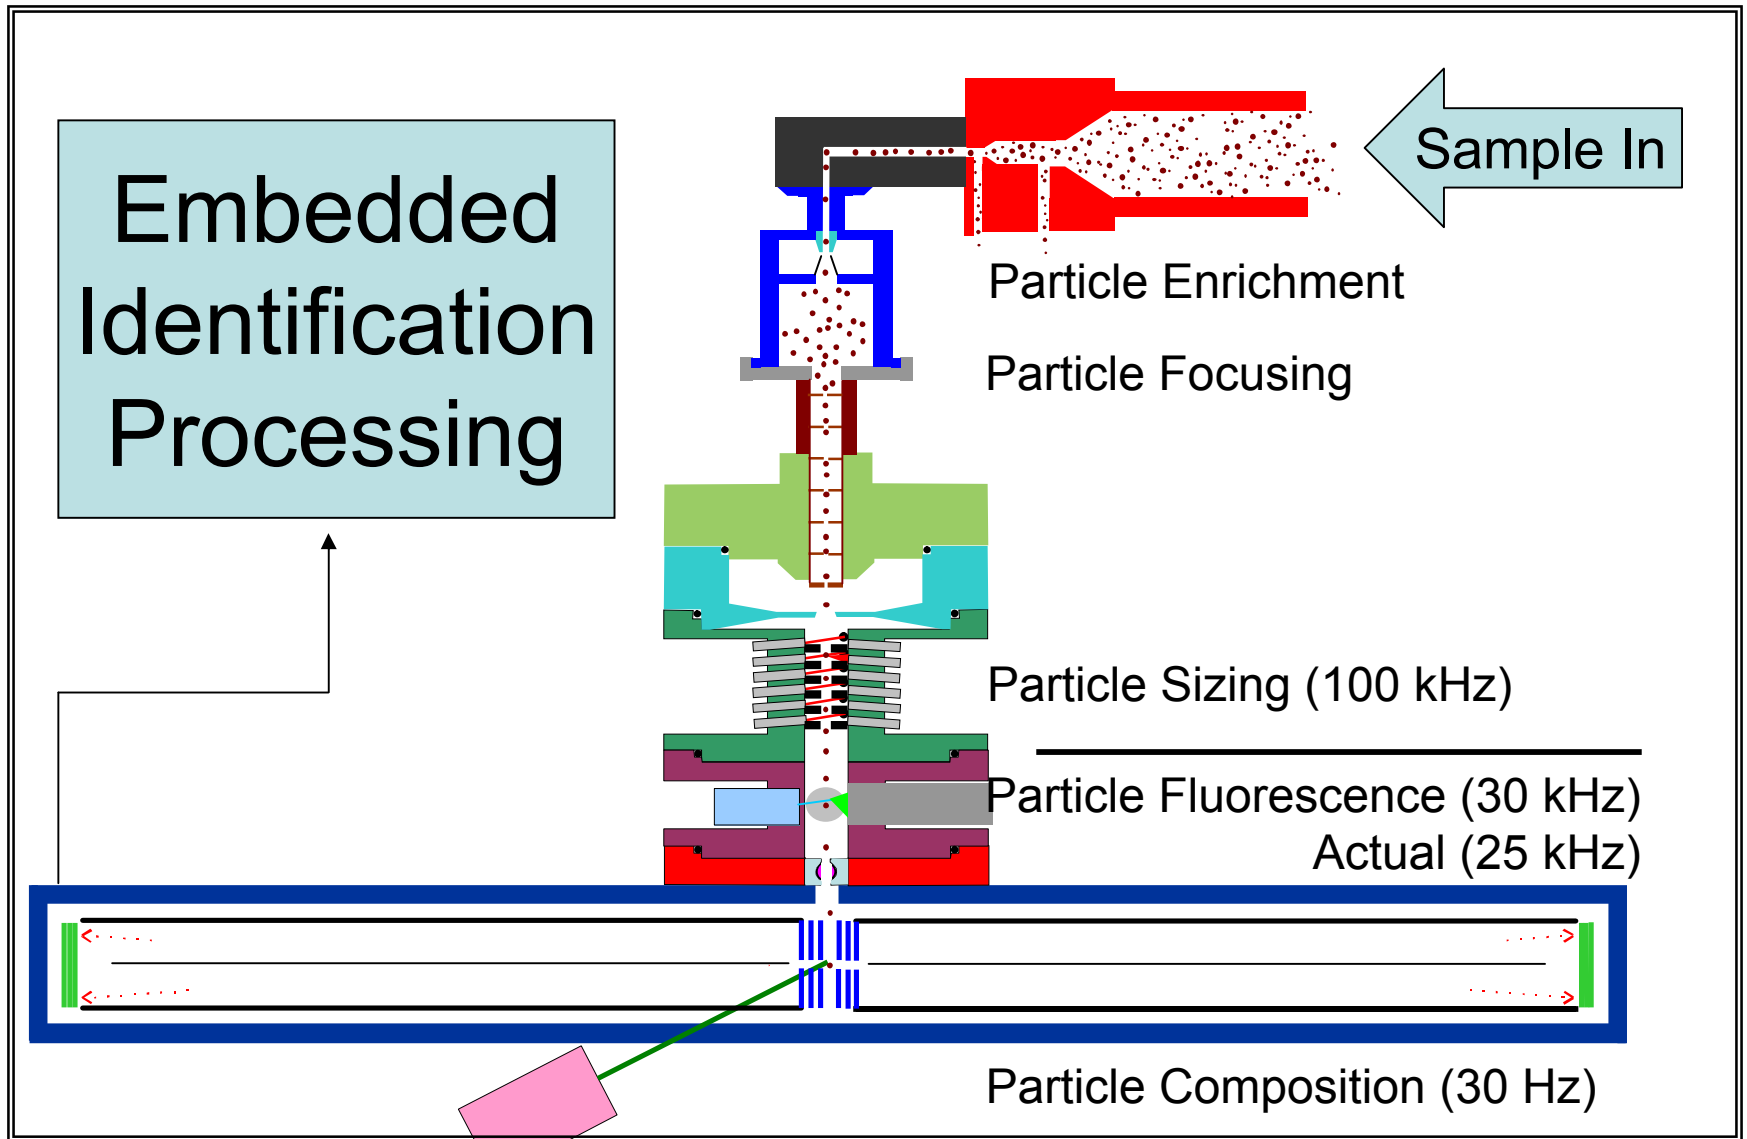 Sample In
Embedded
Identification
Processing
Particle Enrichment
Particle Focusing
Particle Sizing (100 kHz)
Particle Fluorescence (30 kHz)
Actual (25 kHz)
Particle Composition (30 Hz)